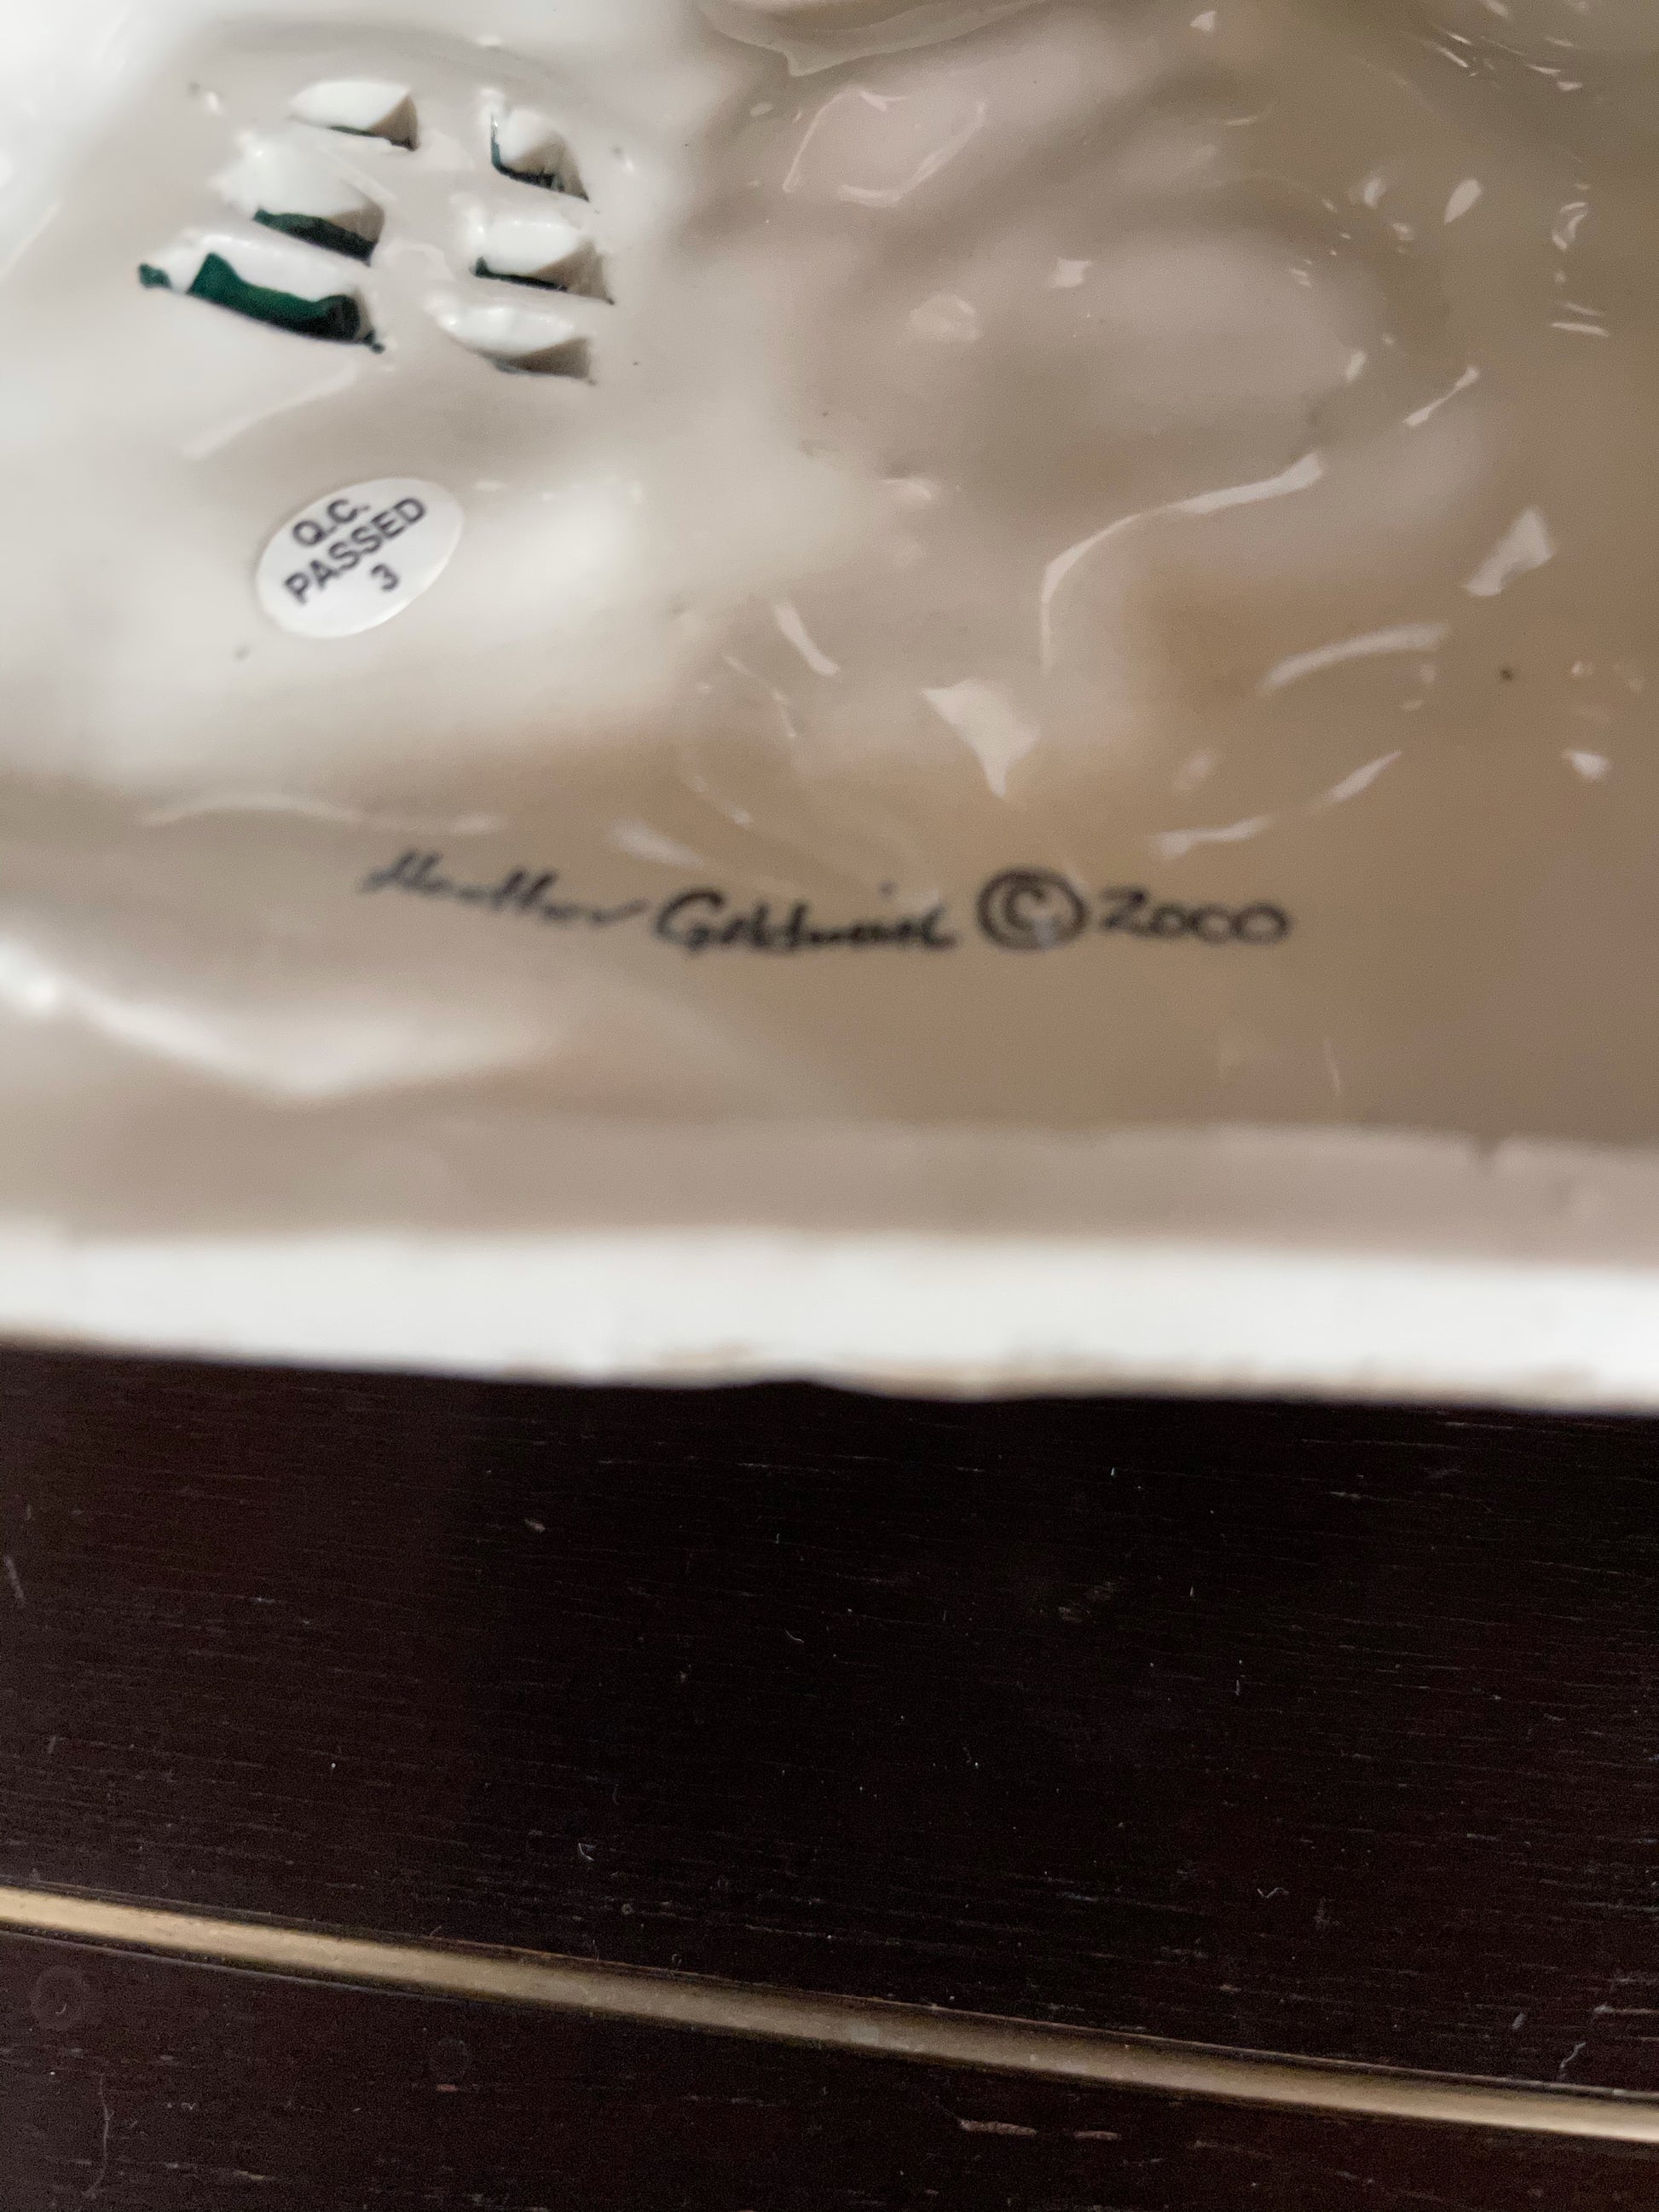 Q.C.
PASSED
3
Heather Goldminc © 2000